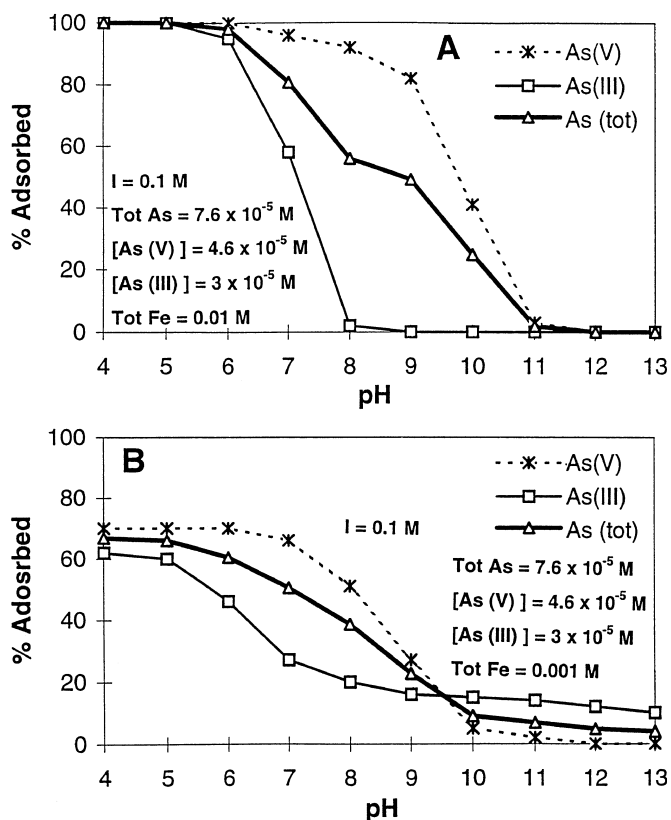 100
80
60
40
20
0
% Adsorbed
A
As(V)
As(III)
As (tot)
I = 0.1 M
Tot As = 7.6 x 10⁻⁵ M
[As (V) ] = 4.6 x 10⁻⁵ M
[As (III) ] = 3 x 10⁻⁵ M
Tot Fe = 0.01 M
4 5 6 7 8 9 10 11 12 13
pH
100
80
60
40
20
0
% Adosrbed
B
As(V)
As(III)
As (tot)
I = 0.1 M
Tot As = 7.6 x 10⁻⁵ M
[As (V) ] = 4.6 x 10⁻⁵ M
[As (III) ] = 3 x 10⁻⁵ M
Tot Fe = 0.001 M
4 5 6 7 8 9 10 11 12 13
pH